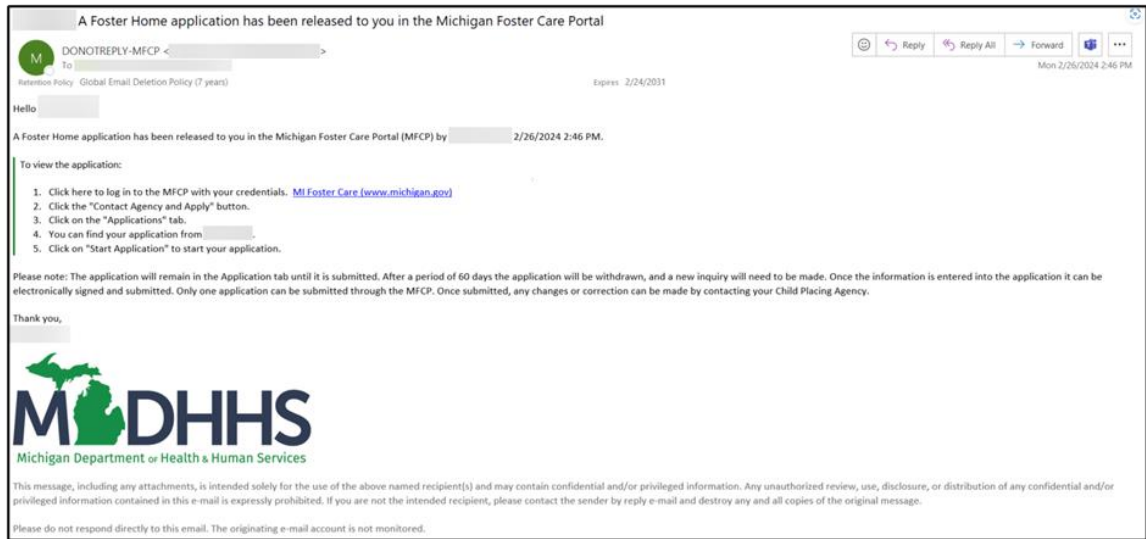 A Foster Home application has been released to you in the Michigan Foster Care Portal
M
DONOTREPLY-MFCP < >
To
Reply
Reply All
Forward
Mon 2/26/2024 2:46 PM
Retention Policy Global Email Deletion Policy (7 years)
Expires 2/24/2031
Hello
A Foster Home application has been released to you in the Michigan Foster Care Portal (MFCP) by 2/26/2024 2:46 PM.
To view the application:
1. Click here to log in to the MFCP with your credentials. MI Foster Care (www.michigan.gov)
2. Click the "Contact Agency and Apply" button.
3. Click on the "Applications" tab.
4. You can find your application from .
5. Click on "Start Application" to start your application.
Please note: The application will remain in the Application tab until it is submitted. After a period of 60 days the application will be withdrawn, and a new inquiry will need to be made. Once the information is entered into the application it can be
electronically signed and submitted. Only one application can be submitted through the MFCP. Once submitted, any changes or correction can be made by contacting your Child Placing Agency.
Thank you,
M DHHS
Michigan Department OF Health & Human Services
This message, including any attachments, is intended solely for the use of the above named recipient(s) and may contain confidential and/or privileged information. Any unauthorized review, use, disclosure, or distribution of any confidential and/or
privileged information contained in this e-mail is expressly prohibited. If you are not the intended recipient, please contact the sender by reply e-mail and destroy any and all copies of the original message.
Please do not respond directly to this email. The originating e-mail account is not monitored.